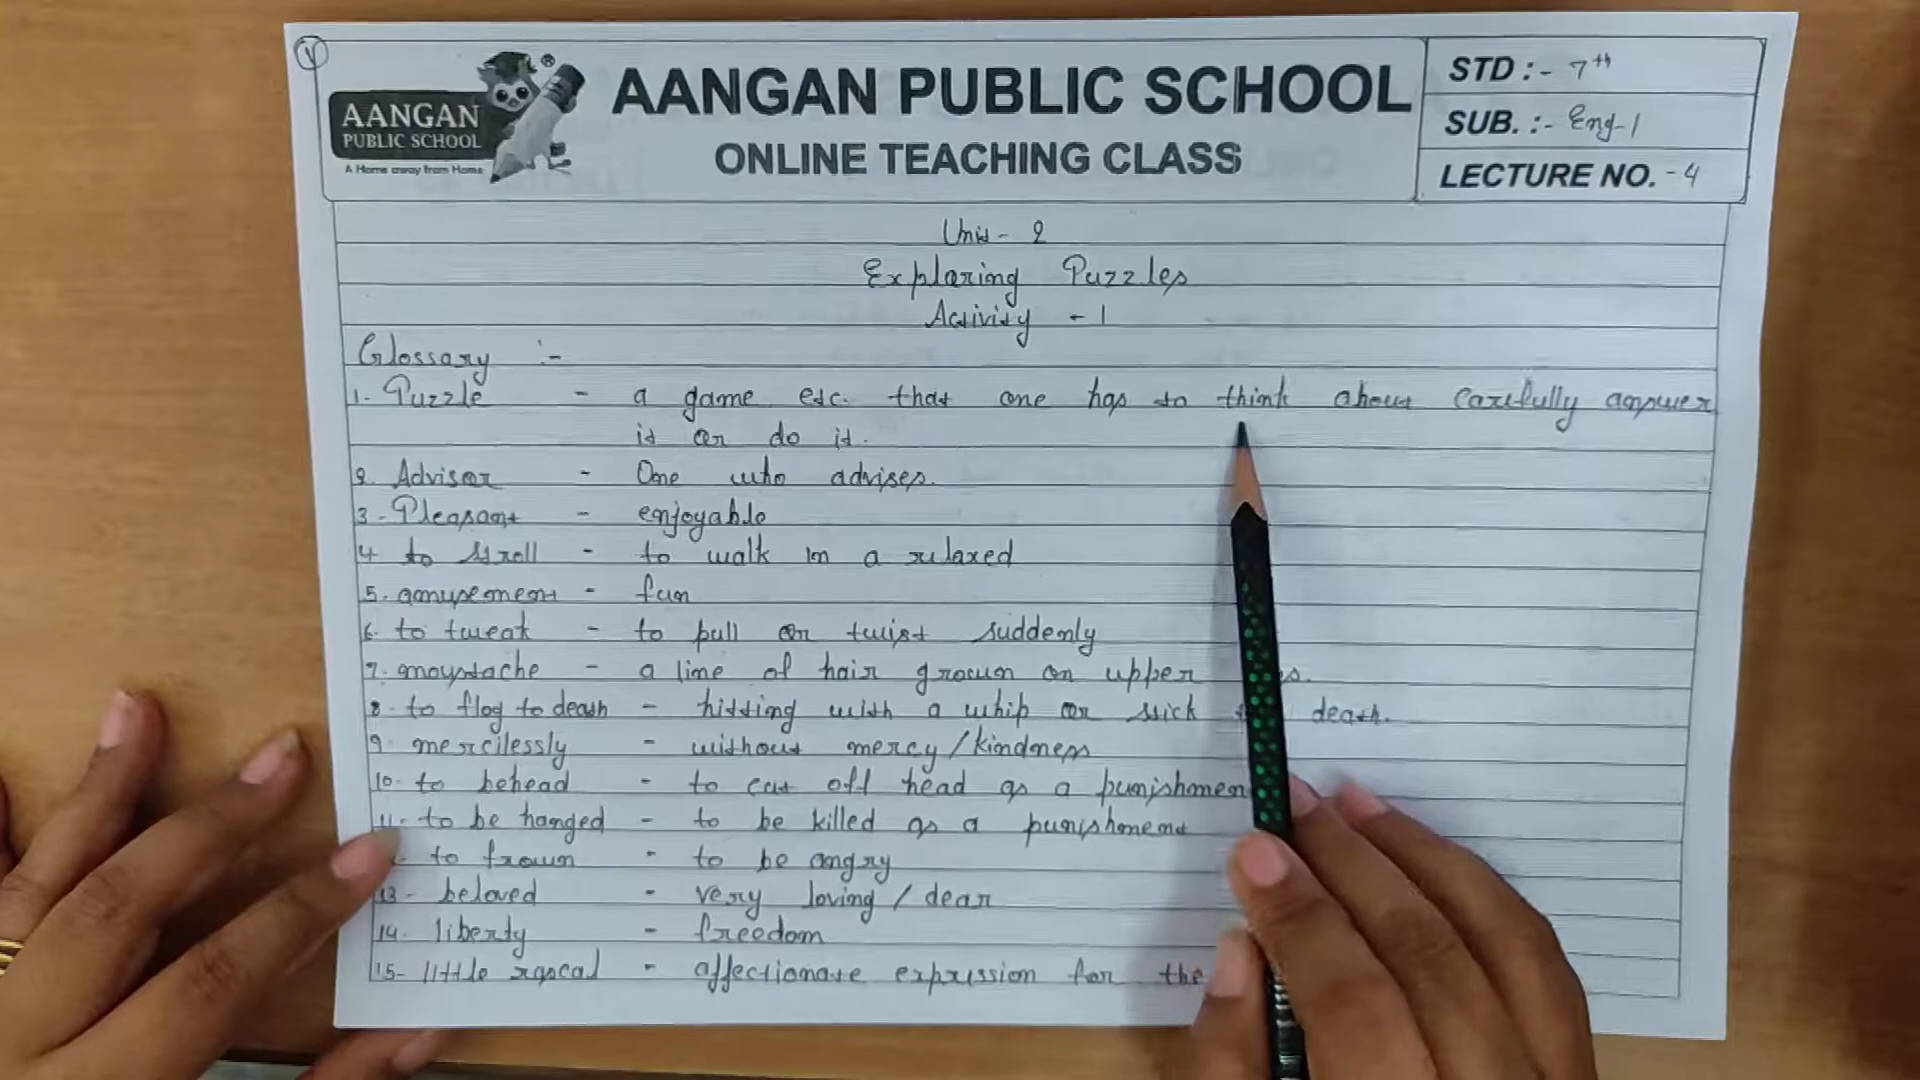 4
AANGAN
PUBLIC SCHOOL
A Home away from Home
®
AANGAN PUBLIC SCHOOL
ONLINE TEACHING CLASS
STD :- 7th
SUB. :- Eng-1
LECTURE NO. - 4
Unit - 2
Exploring Puzzles
Activity - 1
Glossary :-
1. Puzzle - a game etc. that one has to think about carefully answer
it or do it.
2. Advisor - One who advises.
3. Pleasant - enjoyable
4. to stroll - to walk in a relaxed
5. amusement - fun
6. to tweak - to pull or twist suddenly
7. moustache - a line of hair grown on upper
8. to flog to death - hitting with a whip or stick death.
9. mercilessly - without mercy/kindness
10. to behead - to cut off head as a punishmen
11. to be hanged - to be killed as a punishment
to frown - to be angry
13- beloved - very loving / dear
14. liberty - freedom
15- little rascal - affectionate expression for the